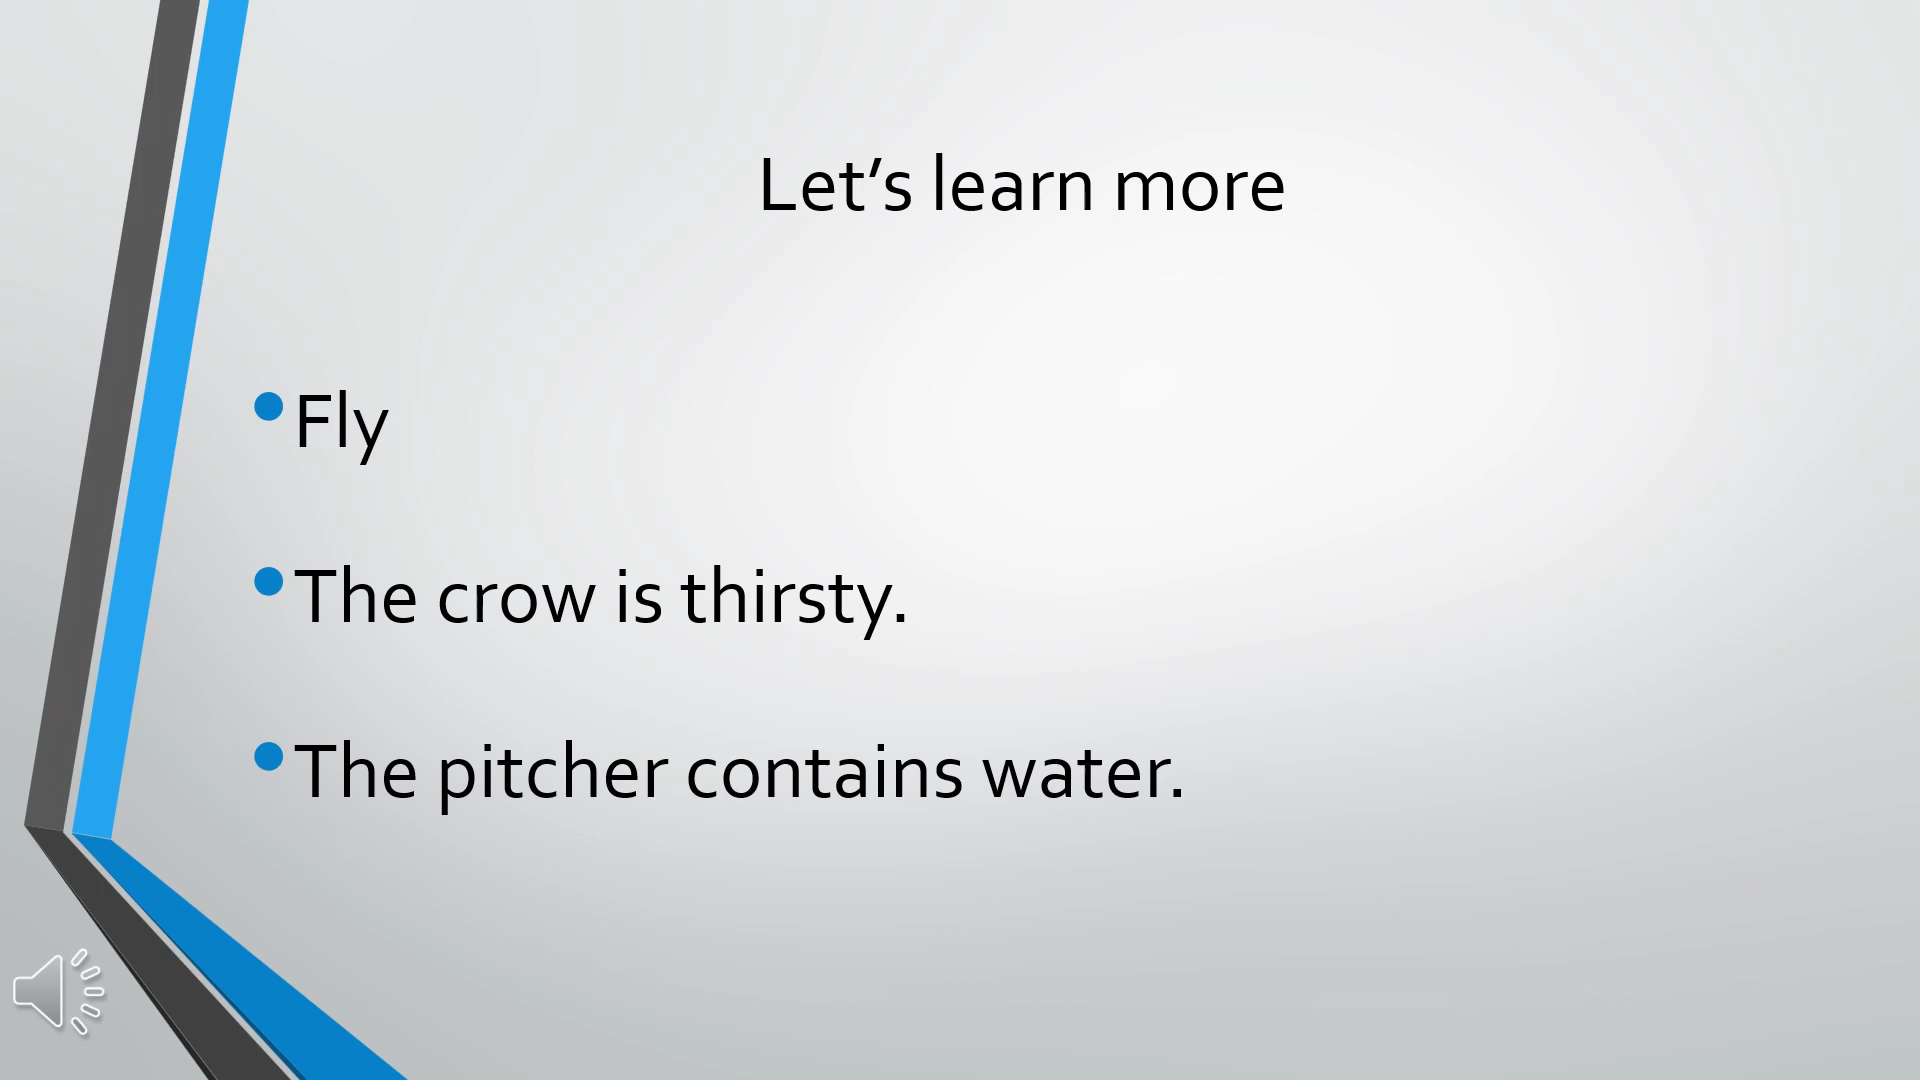 Let’s learn more
• Fly
• The crow is thirsty.
• The pitcher contains water.